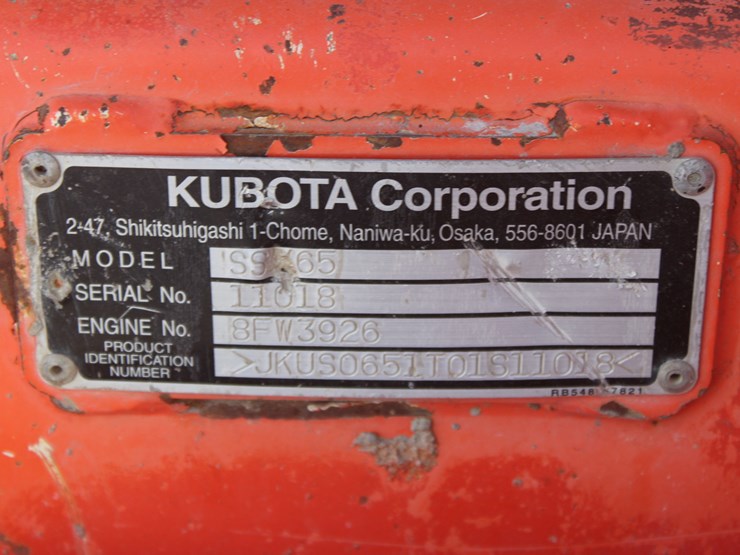 KUBOTA Corporation
2-47, Shikitsuhigashi 1-Chome, Naniwa-ku, Osaka, 556-8601 JAPAN
MODEL
SERIAL No. 11018
ENGINE No. 8FW3926
PRODUCT
IDENTIFICATION
NUMBER >JKUS0651T01S11018<